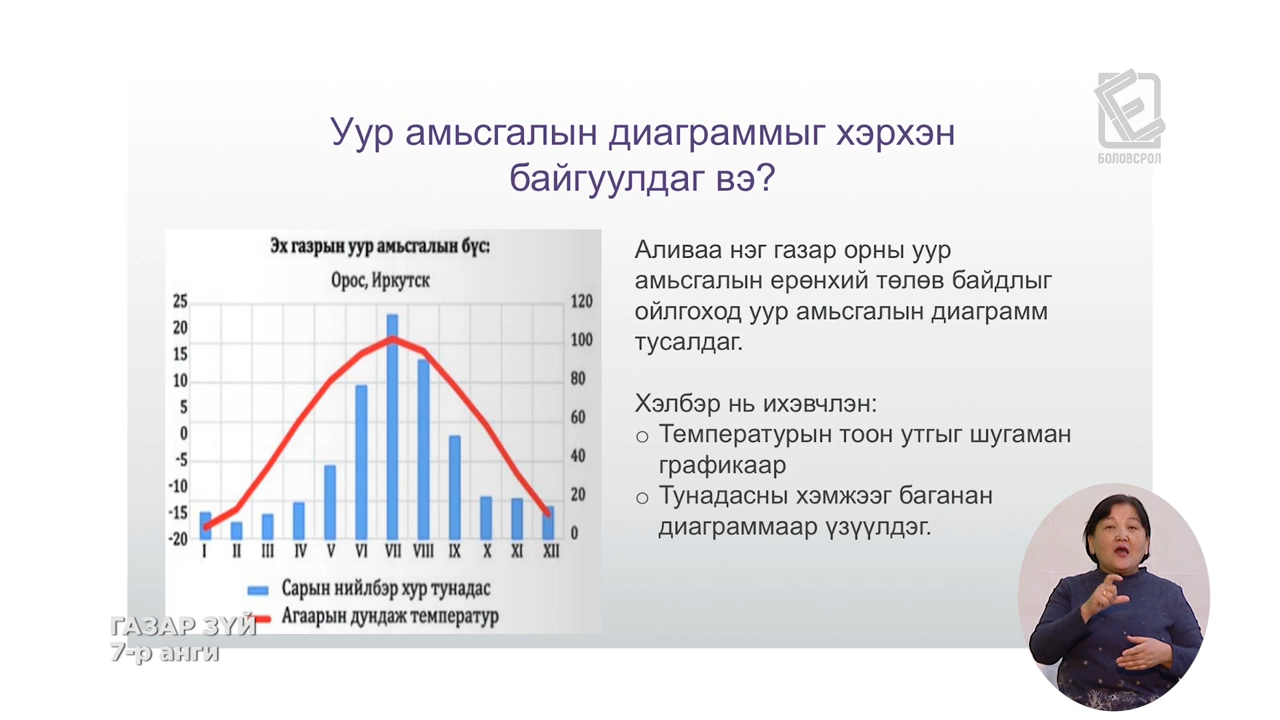 БОЛОВСРОЛ
Уур амьсгалын диаграммыг хэрхэн
байгуулдаг вэ?
Эх газрын уур амьсгалын бүс:
Орос, Иркутск
25
20
15
10
5
0
-5
-10
-15
-20
120
100
80
60
40
20
0
I II III IV V VI VII VIII IX X XI XII
Сарын нийлбэр хур тунадас
Агаарын дундаж температур
Аливаа нэг газар орны уур
амьсгалын ерөнхий төлөв байдлыг
ойлгоход уур амьсгалын диаграмм
тусалдаг.
Хэлбэр нь ихэвчлэн:
o Температурын тоон утгыг шугаман
графикаар
o Тунадасны хэмжээг баганан
диаграммаар үзүүлдэг.
ГАЗАР ЗҮЙ
7-р анги